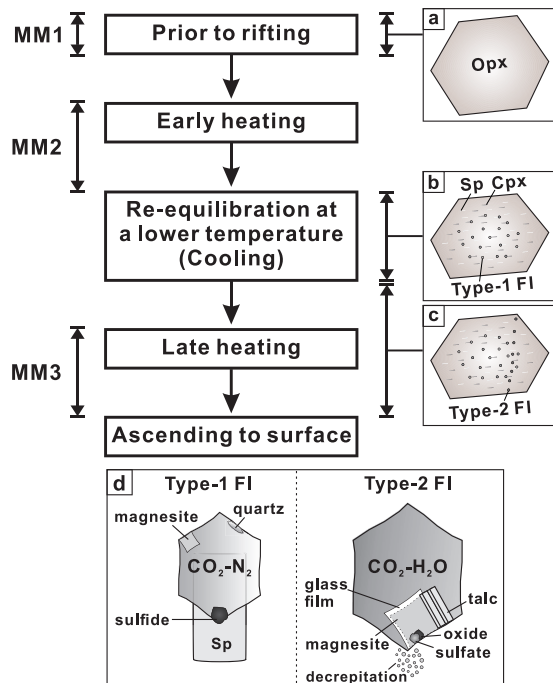 MM1
Prior to rifting
a
Opx
MM2
Early heating
Re-equilibration at
a lower temperature
(Cooling)
b
Sp Cpx
Type-1 FI
MM3
Late heating
Ascending to surface
c
Type-2 FI
d
Type-1 FI
magnesite
quartz
CO₂-N₂
sulfide
Sp
Type-2 FI
CO₂-H₂O
glass
film
magnesite
talc
oxide
sulfate
decrepitation